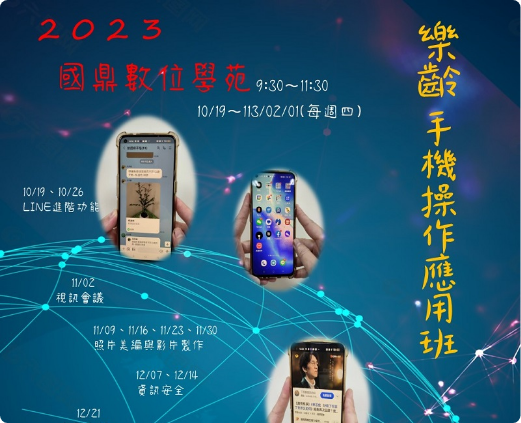 2023
國鼎數位學苑 9:30～11:30
10/19～113/02/01(每週四)
樂齡 手機操作應用班
10/19、10/26
LINE進階功能
11/02
視訊會議
11/09、11/16、11/23、11/30
照片美編與影片製作
12/07、12/14
資訊安全
12/21